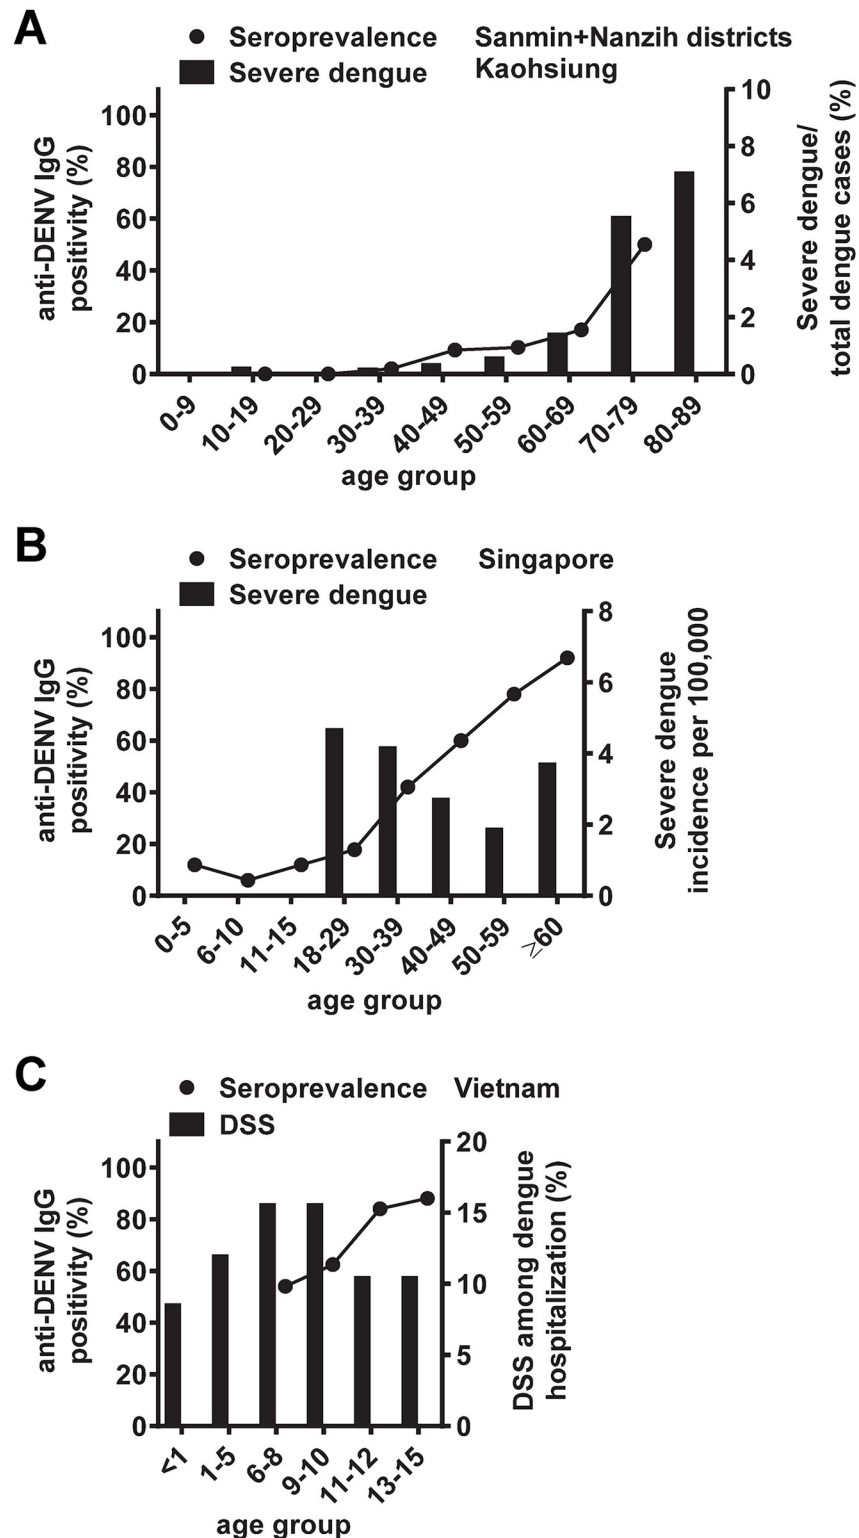 A
Seroprevalence
Sanmin+Nanzih districts
Severe dengue
Kaohsiung
anti-DENV IgG
positivity (%)
100
80
60
40
20
0
10
8
6
4
2
0
Severe dengue/
total dengue cases (%)
0-9
10-19
20-29
30-39
40-49
50-59
60-69
70-79
80-89
age group
B
Seroprevalence
Singapore
Severe dengue
anti-DENV IgG
positivity (%)
100
80
60
40
20
0
8
6
4
2
0
Severe dengue
incidence per 100,000
0-5
6-10
11-15
18-29
30-39
40-49
50-59
≥60
age group
C
Seroprevalence
Vietnam
DSS
anti-DENV IgG
positivity (%)
100
80
60
40
20
0
20
15
10
5
0
DSS among dengue
hospitalization (%)
<1
1-5
6-8
9-10
11-12
13-15
age group